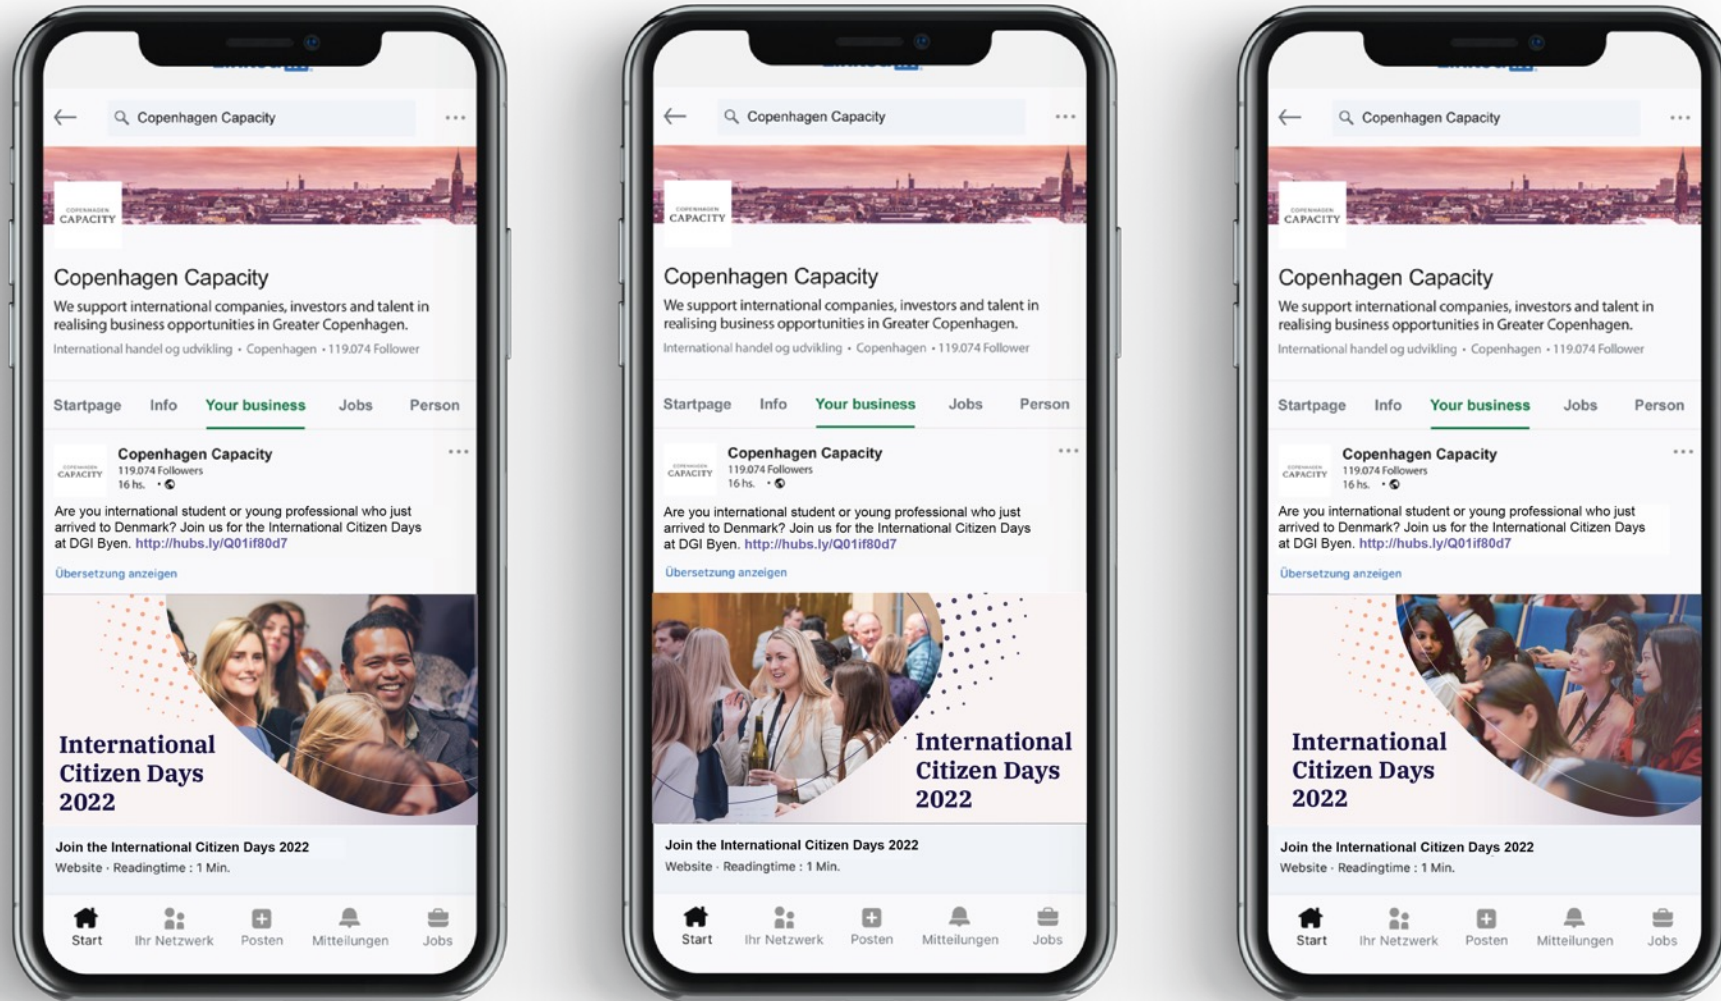 Copenhagen Capacity
COPENHAGEN
CAPACITY
Copenhagen Capacity
We support international companies, investors and talent in
realising business opportunities in Greater Copenhagen.
International handel og udvikling • Copenhagen • 119.074 Follower
Startpage Info Your business Jobs Person
COPENHAGEN
CAPACITY
Copenhagen Capacity
119.074 Followers
16 hs. •
Are you international student or young professional who just
arrived to Denmark? Join us for the International Citizen Days
at DGI Byen. http://hubs.ly/Q01if80d7
Übersetzung anzeigen
International
Citizen Days
2022
Join the International Citizen Days 2022
Website · Readingtime : 1 Min.
Start Ihr Netzwerk Posten Mitteilungen Jobs
Copenhagen Capacity
COPENHAGEN
CAPACITY
Copenhagen Capacity
We support international companies, investors and talent in
realising business opportunities in Greater Copenhagen.
International handel og udvikling • Copenhagen • 119.074 Follower
Startpage Info Your business Jobs Person
COPENHAGEN
CAPACITY
Copenhagen Capacity
119.074 Followers
16 hs. •
Are you international student or young professional who just
arrived to Denmark? Join us for the International Citizen Days
at DGI Byen. http://hubs.ly/Q01if80d7
Übersetzung anzeigen
International
Citizen Days
2022
Join the International Citizen Days 2022
Website · Readingtime : 1 Min.
Start Ihr Netzwerk Posten Mitteilungen Jobs
Copenhagen Capacity
COPENHAGEN
CAPACITY
Copenhagen Capacity
We support international companies, investors and talent in
realising business opportunities in Greater Copenhagen.
International handel og udvikling • Copenhagen • 119.074 Follower
Startpage Info Your business Jobs Person
COPENHAGEN
CAPACITY
Copenhagen Capacity
119.074 Followers
16 hs. •
Are you international student or young professional who just
arrived to Denmark? Join us for the International Citizen Days
at DGI Byen. http://hubs.ly/Q01if80d7
Übersetzung anzeigen
International
Citizen Days
2022
Join the International Citizen Days 2022
Website · Readingtime : 1 Min.
Start Ihr Netzwerk Posten Mitteilungen Jobs